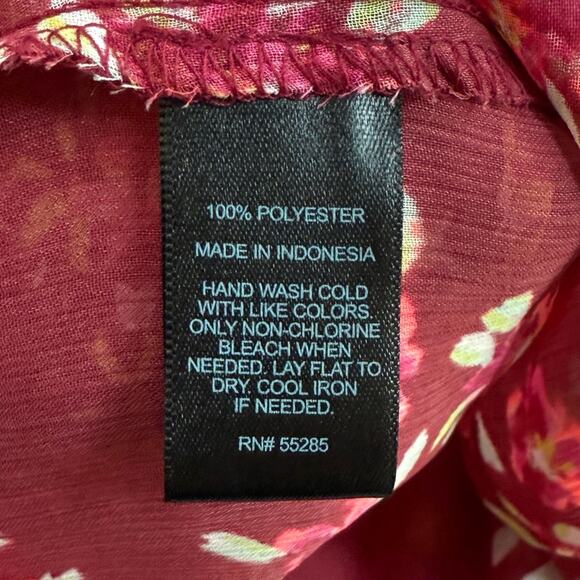 100% POLYESTER
MADE IN INDONESIA
HAND WASH COLD
WITH LIKE COLORS.
ONLY NON-CHLORINE
BLEACH WHEN
NEEDED. LAY FLAT TO
DRY. COOL IRON
IF NEEDED.
RN# 55285